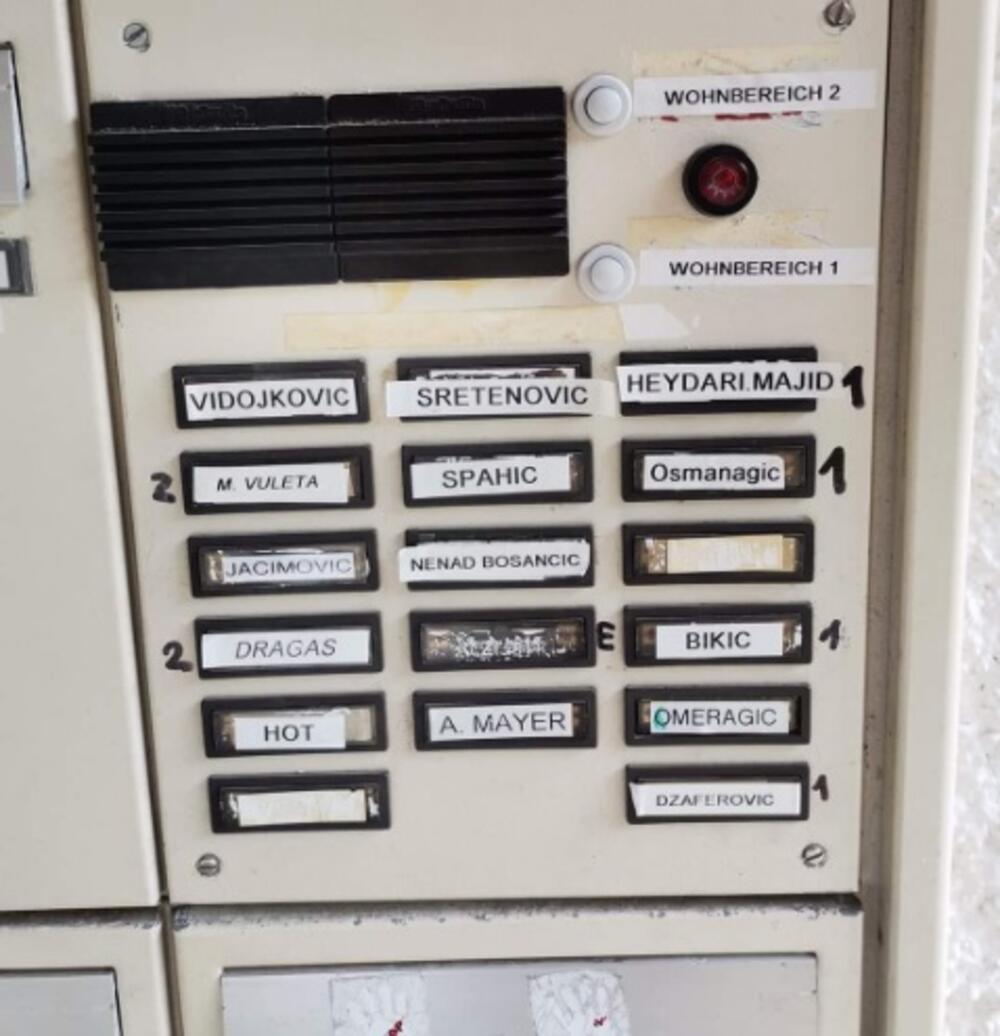 WOHNBEREICH 2
WOHNBEREICH 1
VIDOJKOVIC SRETENOVIC HEYDARI.MAJID 1
2 M. VULETA SPAHIC Osmanagic 1
JACIMOVIC NENAD BOSANCIC
2 DRAGAS E BIKIC 1
HOT A. MAYER OMERAGIC
DZAFEROVIC 1